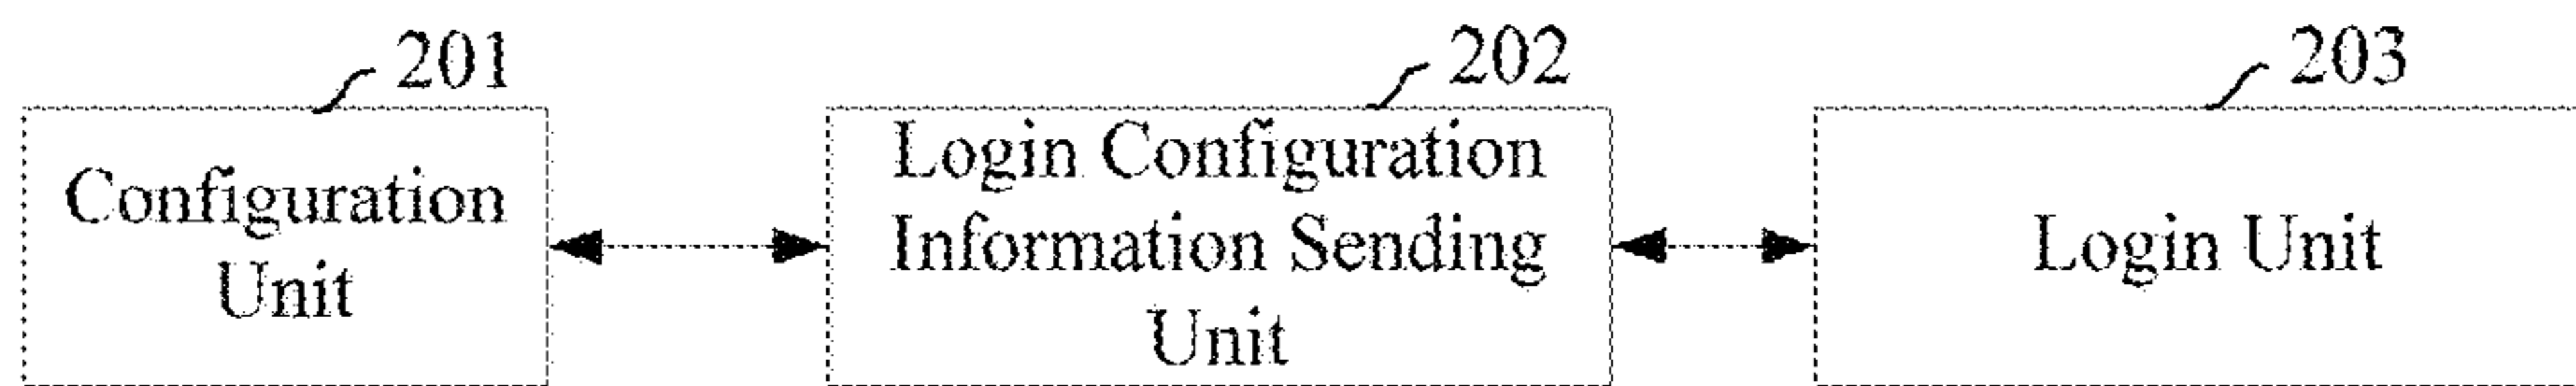 201
202
203
Configuration
Unit
Login Configuration
Information Sending
Unit
Login Unit